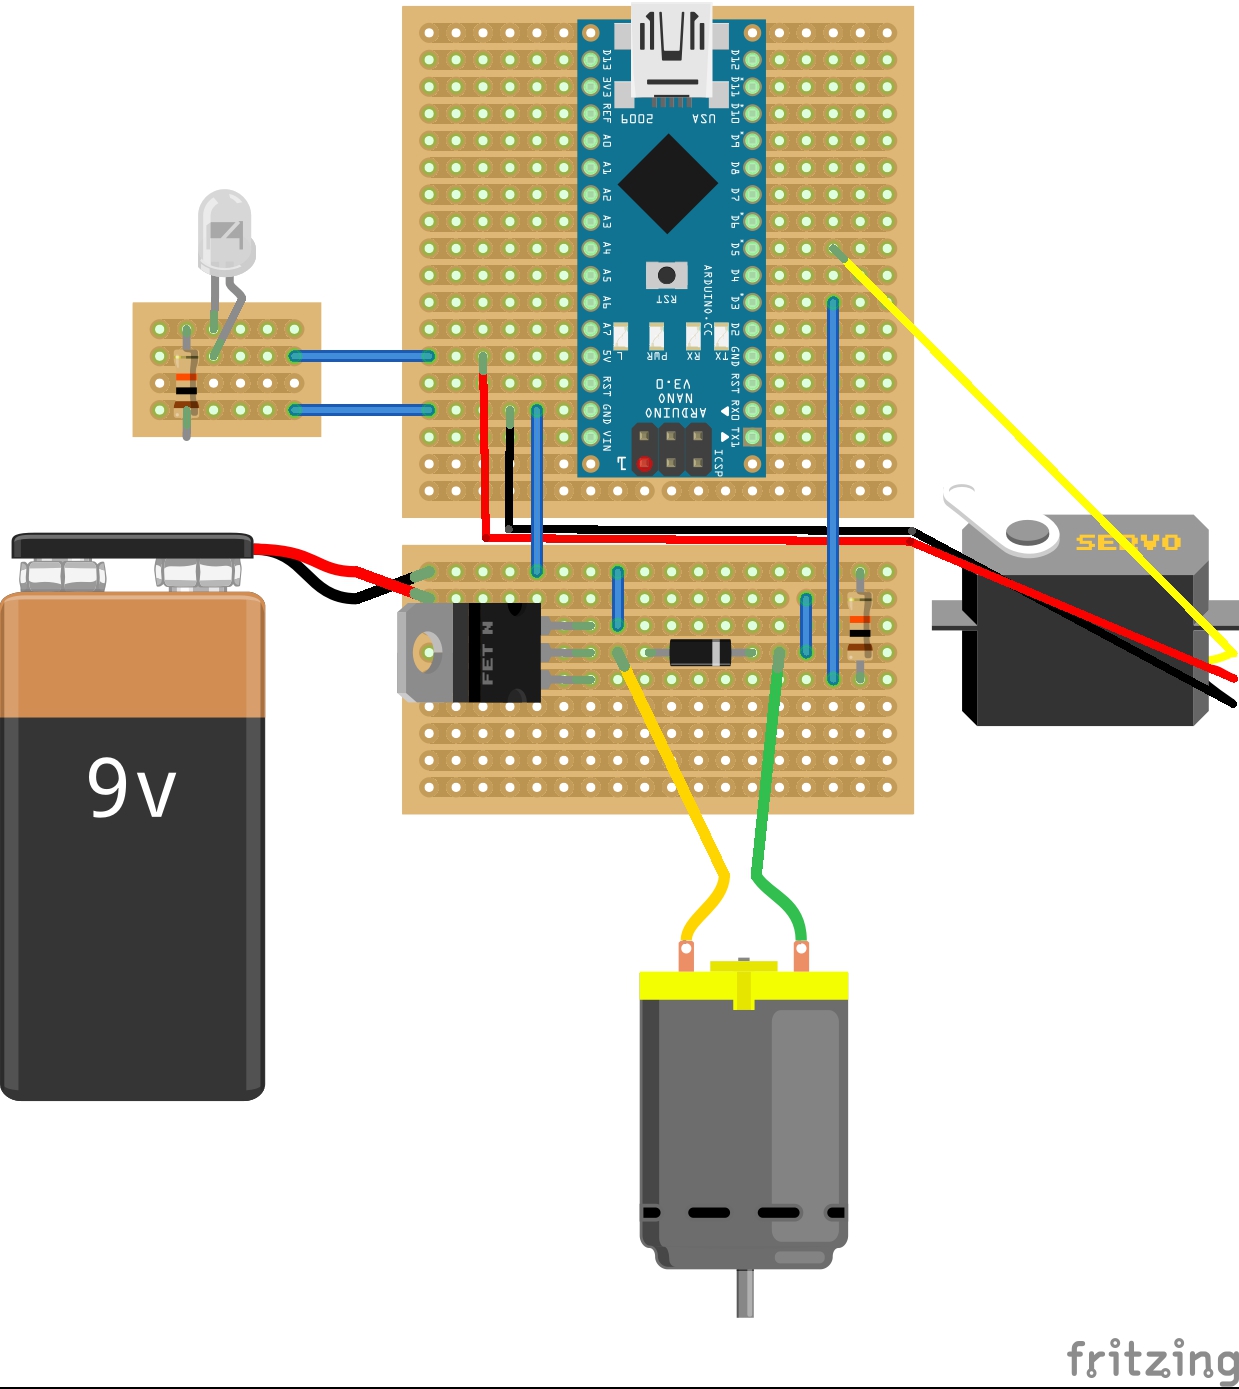 USA
2009
D12
D11
D10
D9
D8
D7
D6
D5
D4
D3
D2
GND
RST
RX0
TX1
D13
3V3
REF
A0
A1
A2
A3
A4
A5
A6
A7
5V
RST
GND
VIN
RST
ARDUINO.CC
TX
RX
PWR
L
ARDUINO
NANO
V3.0
ICSP
1
SERVO
FET N
9v
fritzing